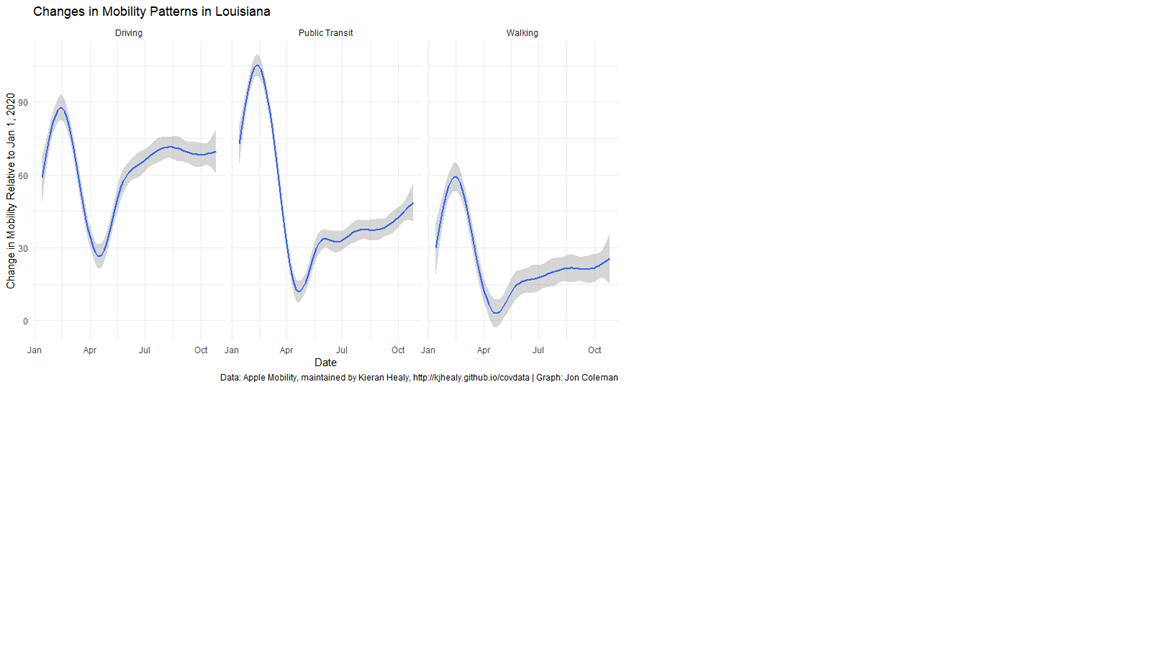 Changes in Mobility Patterns in Louisiana
Driving
Public Transit
Walking
Change in Mobility Relative to Jan 1, 2020
90
60
30
0
Jan Apr Jul Oct
Jan Apr Jul Oct
Jan Apr Jul Oct
Date
Data: Apple Mobility, maintained by Kieran Healy, http://kjhealy.github.io/covdata | Graph: Jon Coleman